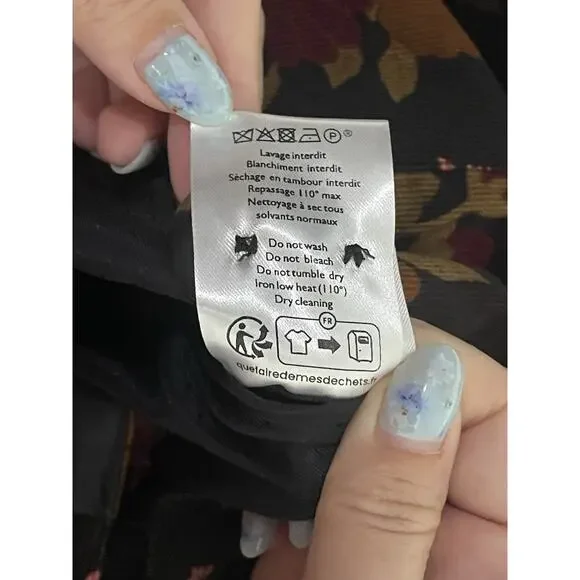 P ®
Lavage interdit
Blanchiment interdit
Séchage en tambour interdit
Repassage 110° max
Nettoyage à sec tous
solvants normaux
Do not wash
Do not bleach
Do not tumble dry
Iron low heat (110°)
Dry cleaning
FR
quefairedemesdechets.fr